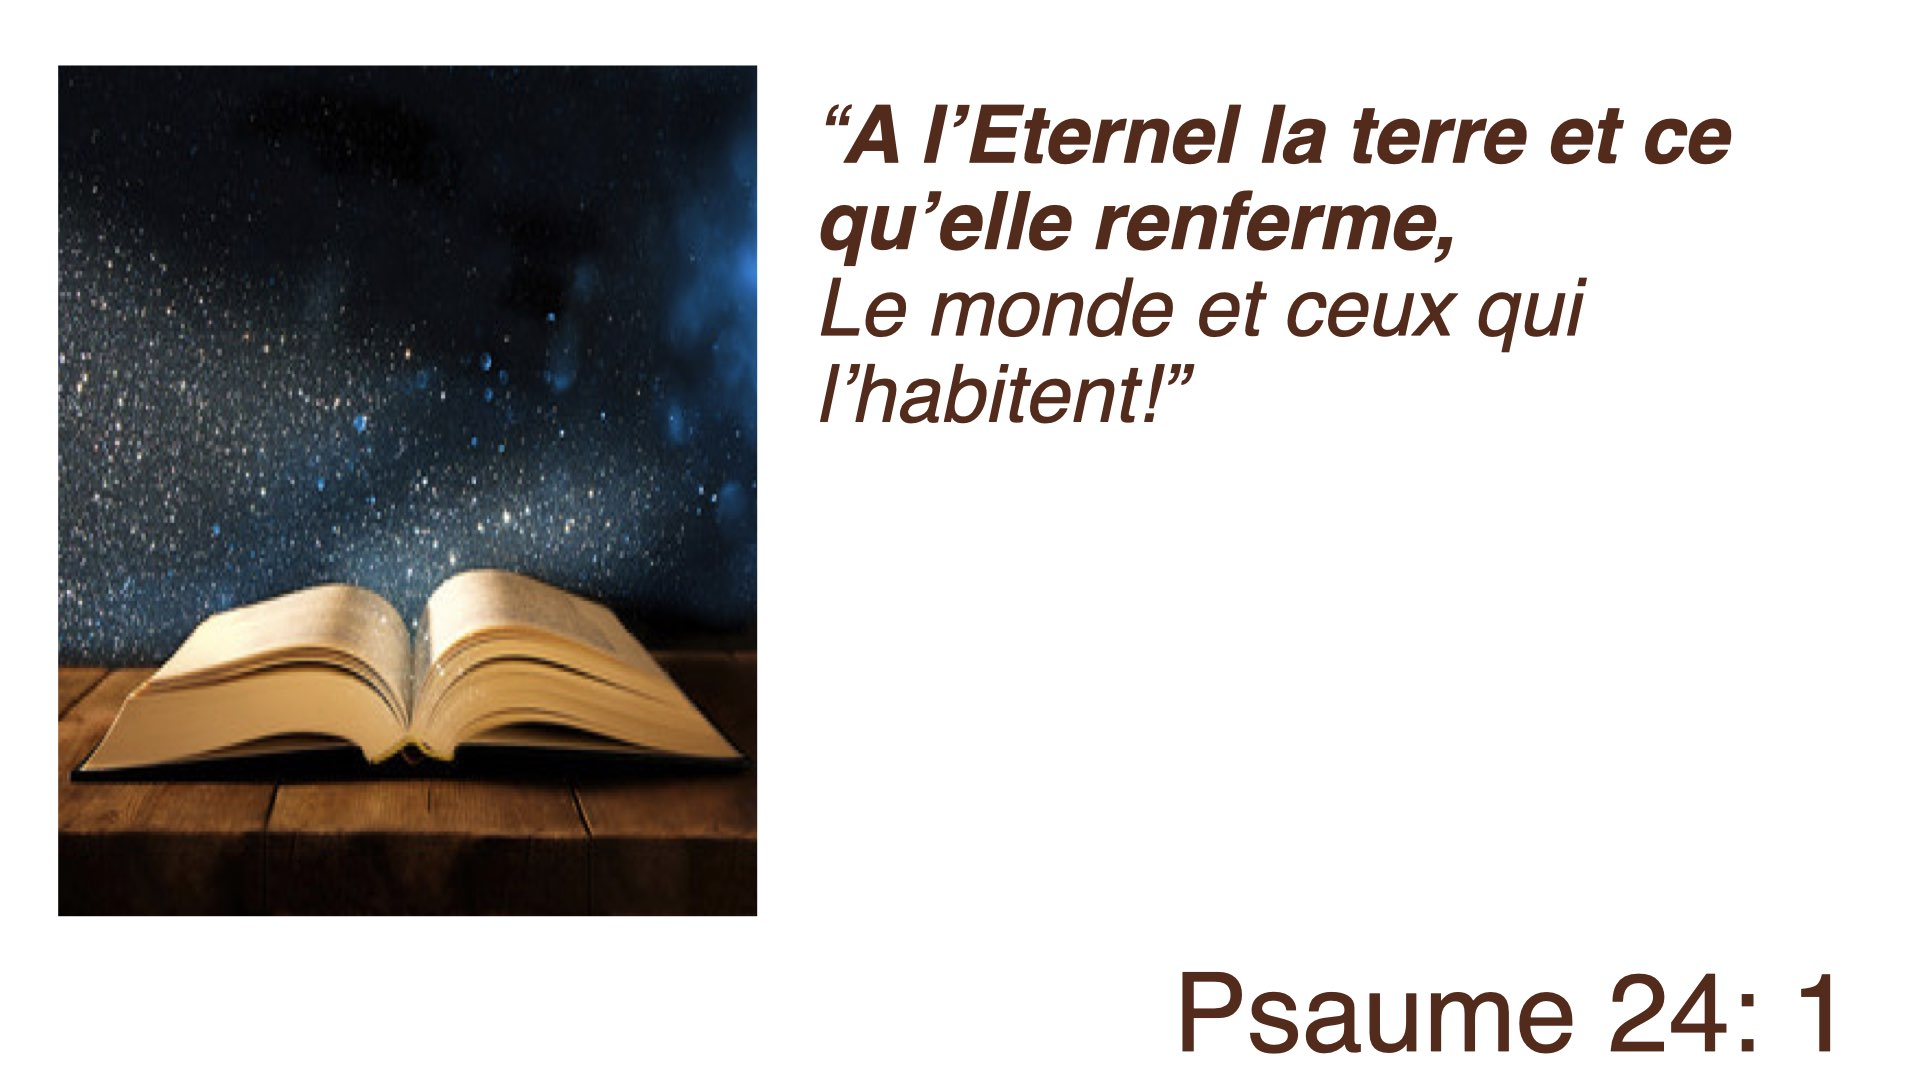 “A l’Eternel la terre et ce
qu’elle renferme,
Le monde et ceux qui
l’habitent!”
Psaume 24: 1